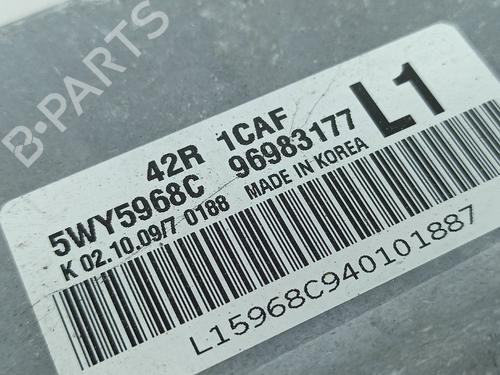 B-PARTS
42R 1CAF
L1
5WY5968C 96983177
K 02.10.09/7 0188 MADE IN KOREA
L15968C940101887